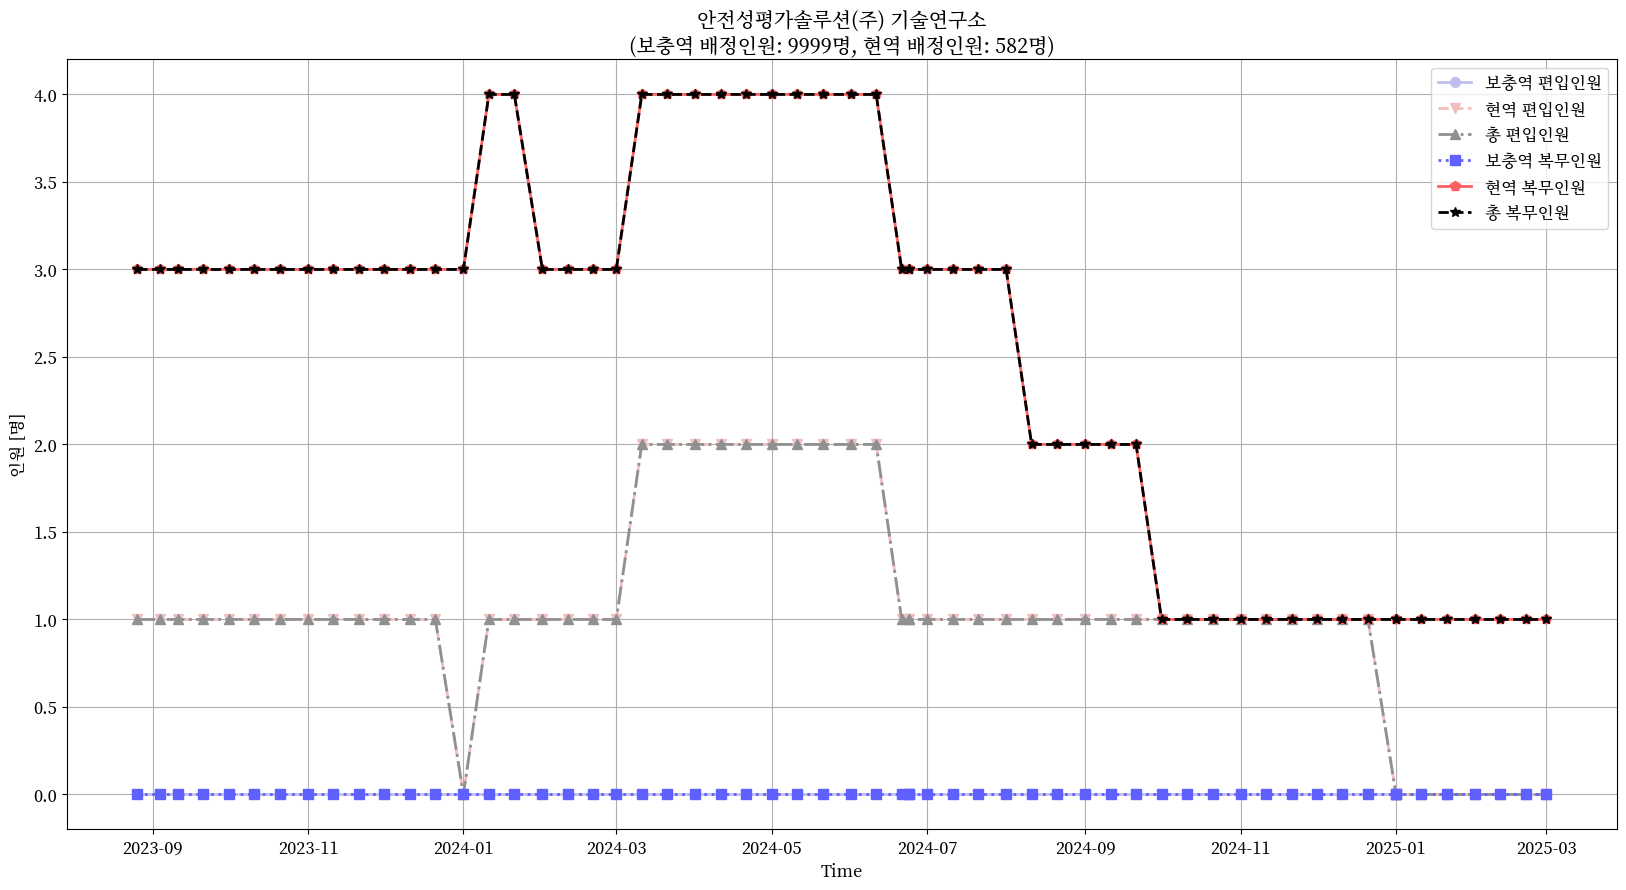 안전성평가솔루션(주) 기술연구소
(보충역 배정인원: 9999명, 현역 배정인원: 582명)
4.0
3.5
3.0
2.5
2.0
1.5
1.0
0.5
0.0
인원 [명]
보충역 편입인원
현역 편입인원
총 편입인원
보충역 복무인원
현역 복무인원
총 복무인원
2023-09
2023-11
2024-01
2024-03
2024-05
2024-07
2024-09
2024-11
2025-01
2025-03
Time